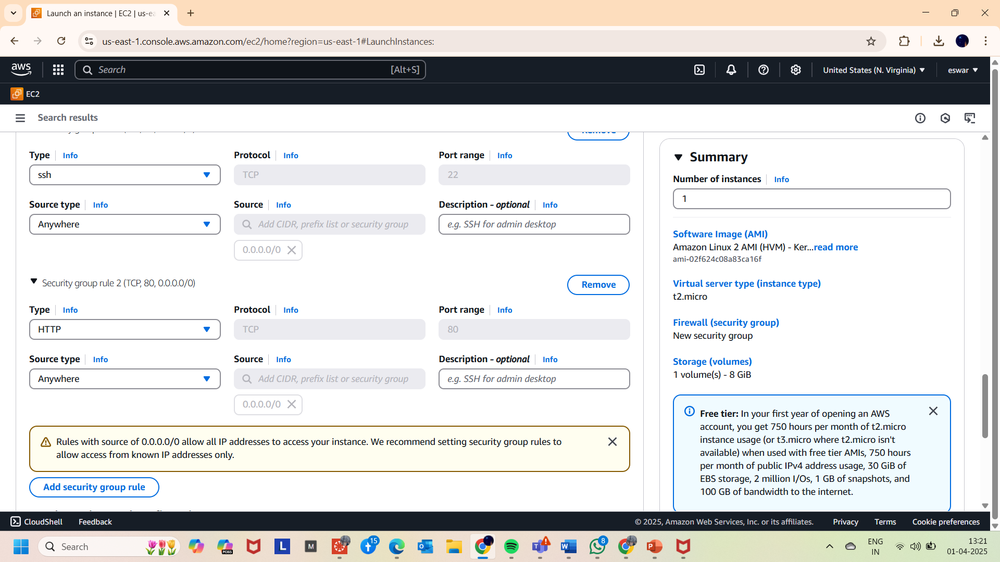 Launch an instance | EC2 | us-ea
us-east-1.console.aws.amazon.com/ec2/home?region=us-east-1#LaunchInstances:
aws
Search [Alt+S]
United States (N. Virginia)
eswar
EC2
Search results
Type Info
Protocol Info
Port range Info
ssh
TCP
22
Source type Info
Source Info
Description - optional Info
Anywhere
Add CIDR, prefix list or security group
e.g. SSH for admin desktop
0.0.0.0/0
Security group rule 2 (TCP, 80, 0.0.0.0/0)
Remove
Type Info
Protocol Info
Port range Info
HTTP
TCP
80
Source type Info
Source Info
Description - optional Info
Anywhere
Add CIDR, prefix list or security group
e.g. SSH for admin desktop
0.0.0.0/0
Rules with source of 0.0.0.0/0 allow all IP addresses to access your instance. We recommend setting security group rules to
allow access from known IP addresses only.
Add security group rule
Summary
Number of instances Info
1
Software Image (AMI)
Amazon Linux 2 AMI (HVM) - Ker...read more
ami-02f624c08a83ca16f
Virtual server type (instance type)
t2.micro
Firewall (security group)
New security group
Storage (volumes)
1 volume(s) - 8 GiB
Free tier: In your first year of opening an AWS
account, you get 750 hours per month of t2.micro
instance usage (or t3.micro where t2.micro isn't
available) when used with free tier AMIs, 750 hours
per month of public IPv4 address usage, 30 GiB of
EBS storage, 2 million I/Os, 1 GB of snapshots, and
100 GB of bandwidth to the internet.
CloudShell
Feedback
© 2025, Amazon Web Services, Inc. or its affiliates.
Privacy
Terms
Cookie preferences
Search
M365
L
M
15
8
ENG
IN
13:21
01-04-2025